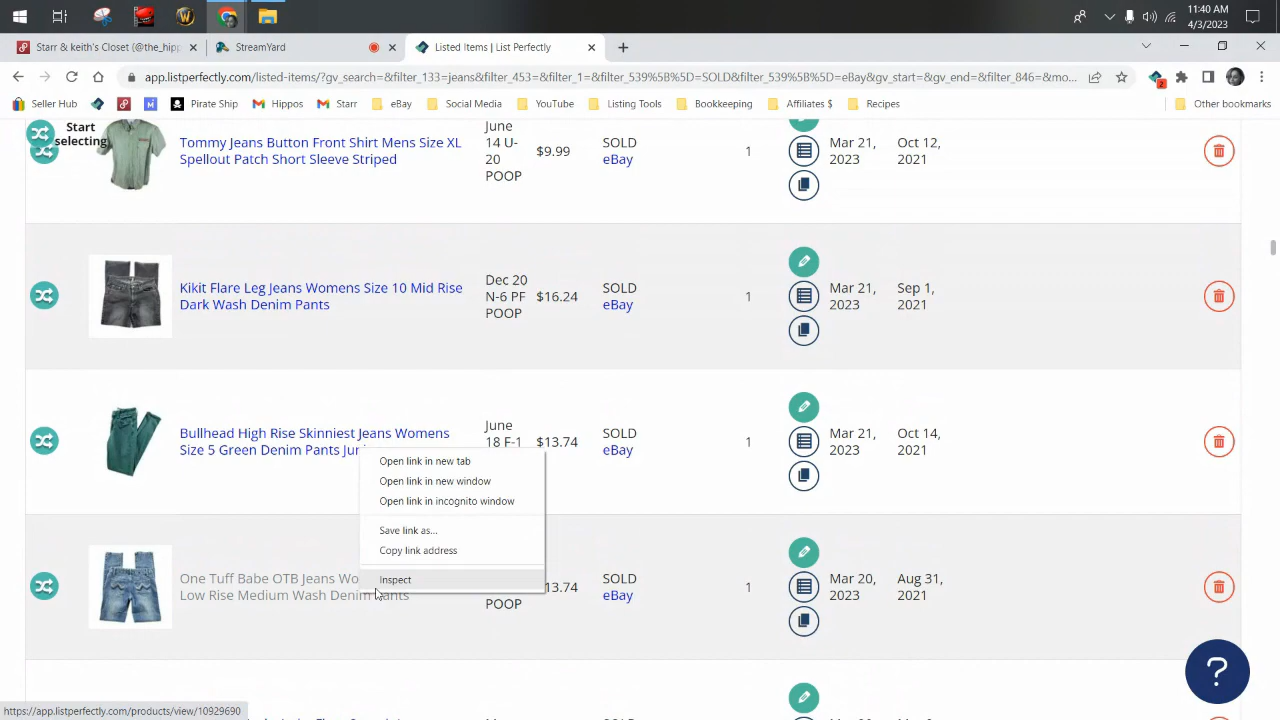 11:40 AM
4/3/2023
Starr & keith's Closet (@the_hipp
StreamYard
Listed Items | List Perfectly
app.listperfectly.com/listed-items/?gv_search=&filter_133=jeans&filter_453=&filter_1=&filter_539%5B%5D=SOLD&filter_539%5B%5D=eBay&gv_start=&gv_end=&filter_846=&mo...
2
Seller Hub
Pirate Ship
Hippos
Starr
eBay
Social Media
YouTube
Listing Tools
Bookkeeping
Affiliates $
Recipes
Other bookmarks
Start
selecting
Tommy Jeans Button Front Shirt Mens Size XL
Spellout Patch Short Sleeve Striped
June
14 U-
20
POOP
$9.99
SOLD
eBay
1
Mar 21,
2023
Oct 12,
2021
Kikit Flare Leg Jeans Womens Size 10 Mid Rise
Dark Wash Denim Pants
Dec 20
N-6 PF
POOP
$16.24
SOLD
eBay
1
Mar 21,
2023
Sep 1,
2021
Bullhead High Rise Skinniest Jeans Womens
Size 5 Green Denim Pants
June
18 F-1
$13.74
SOLD
eBay
1
Mar 21,
2023
Oct 14,
2021
Open link in new tab
Open link in new window
Open link in incognito window
Save link as...
Copy link address
Inspect
One Tuff Babe OTB Jeans Wo
Low Rise Medium Wash Denim Pants
POOP
13.74
SOLD
eBay
1
Mar 20,
2023
Aug 31,
2021
?
https://app.listperfectly.com/products/view/10929690